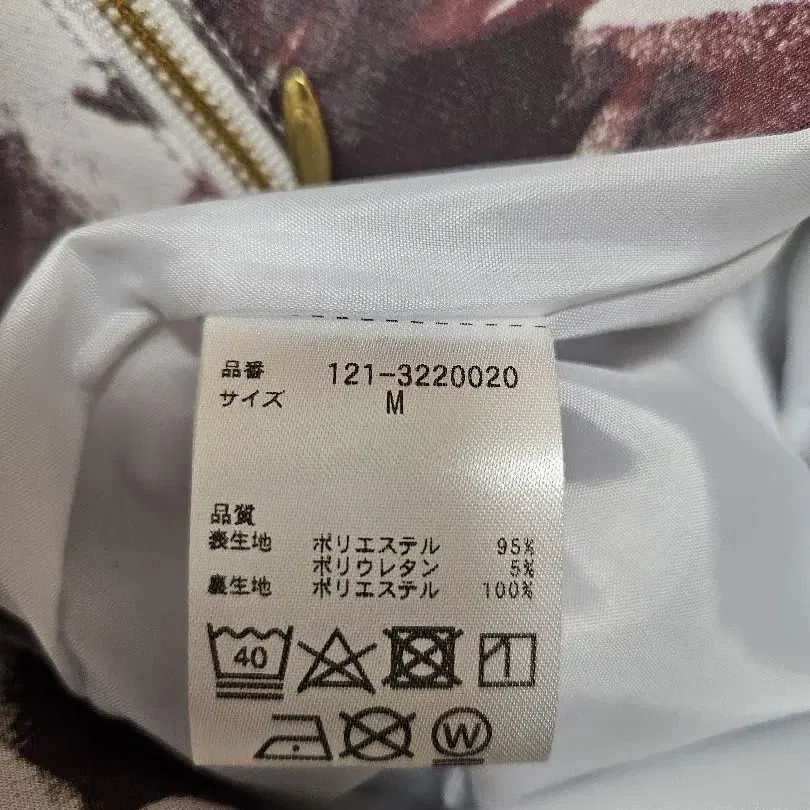 品番 121-3220020
サイズ M
品質
表生地 ポリエステル 95%
ポリウレタン 5%
裏生地 ポリエステル 100%
40
W